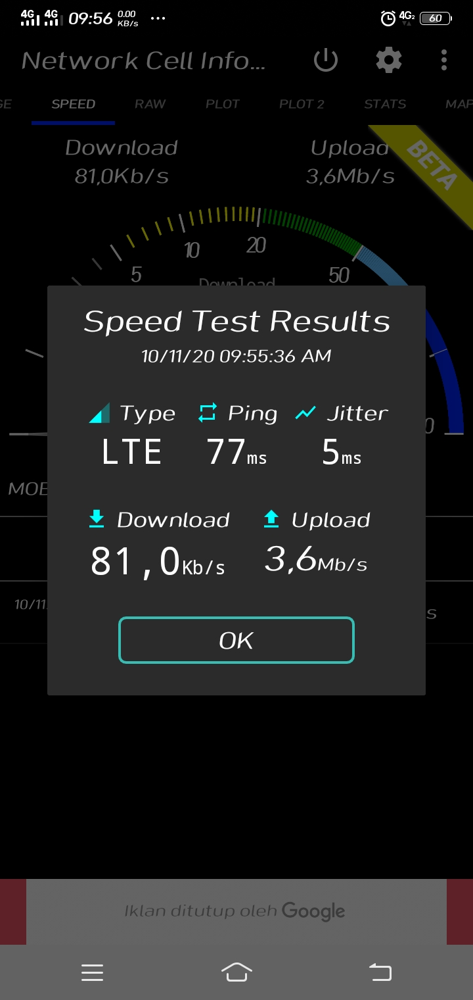 4G 4G 09:56 0.00 KB/s ... 4G2 60
Network Cell Info...
GE SPEED RAW PLOT PLOT 2 STATS MAP
Download Upload
81,0Kb/s 3,6Mb/s
BETA
5 10 20 50
Download
0
Speed Test Results
10/11/20 09:55:36 AM
Type Ping Jitter
LTE 77ms 5ms
MOB
Download Upload
81,0Kb/s 3,6Mb/s
10/11
s
OK
Iklan ditutup oleh Google